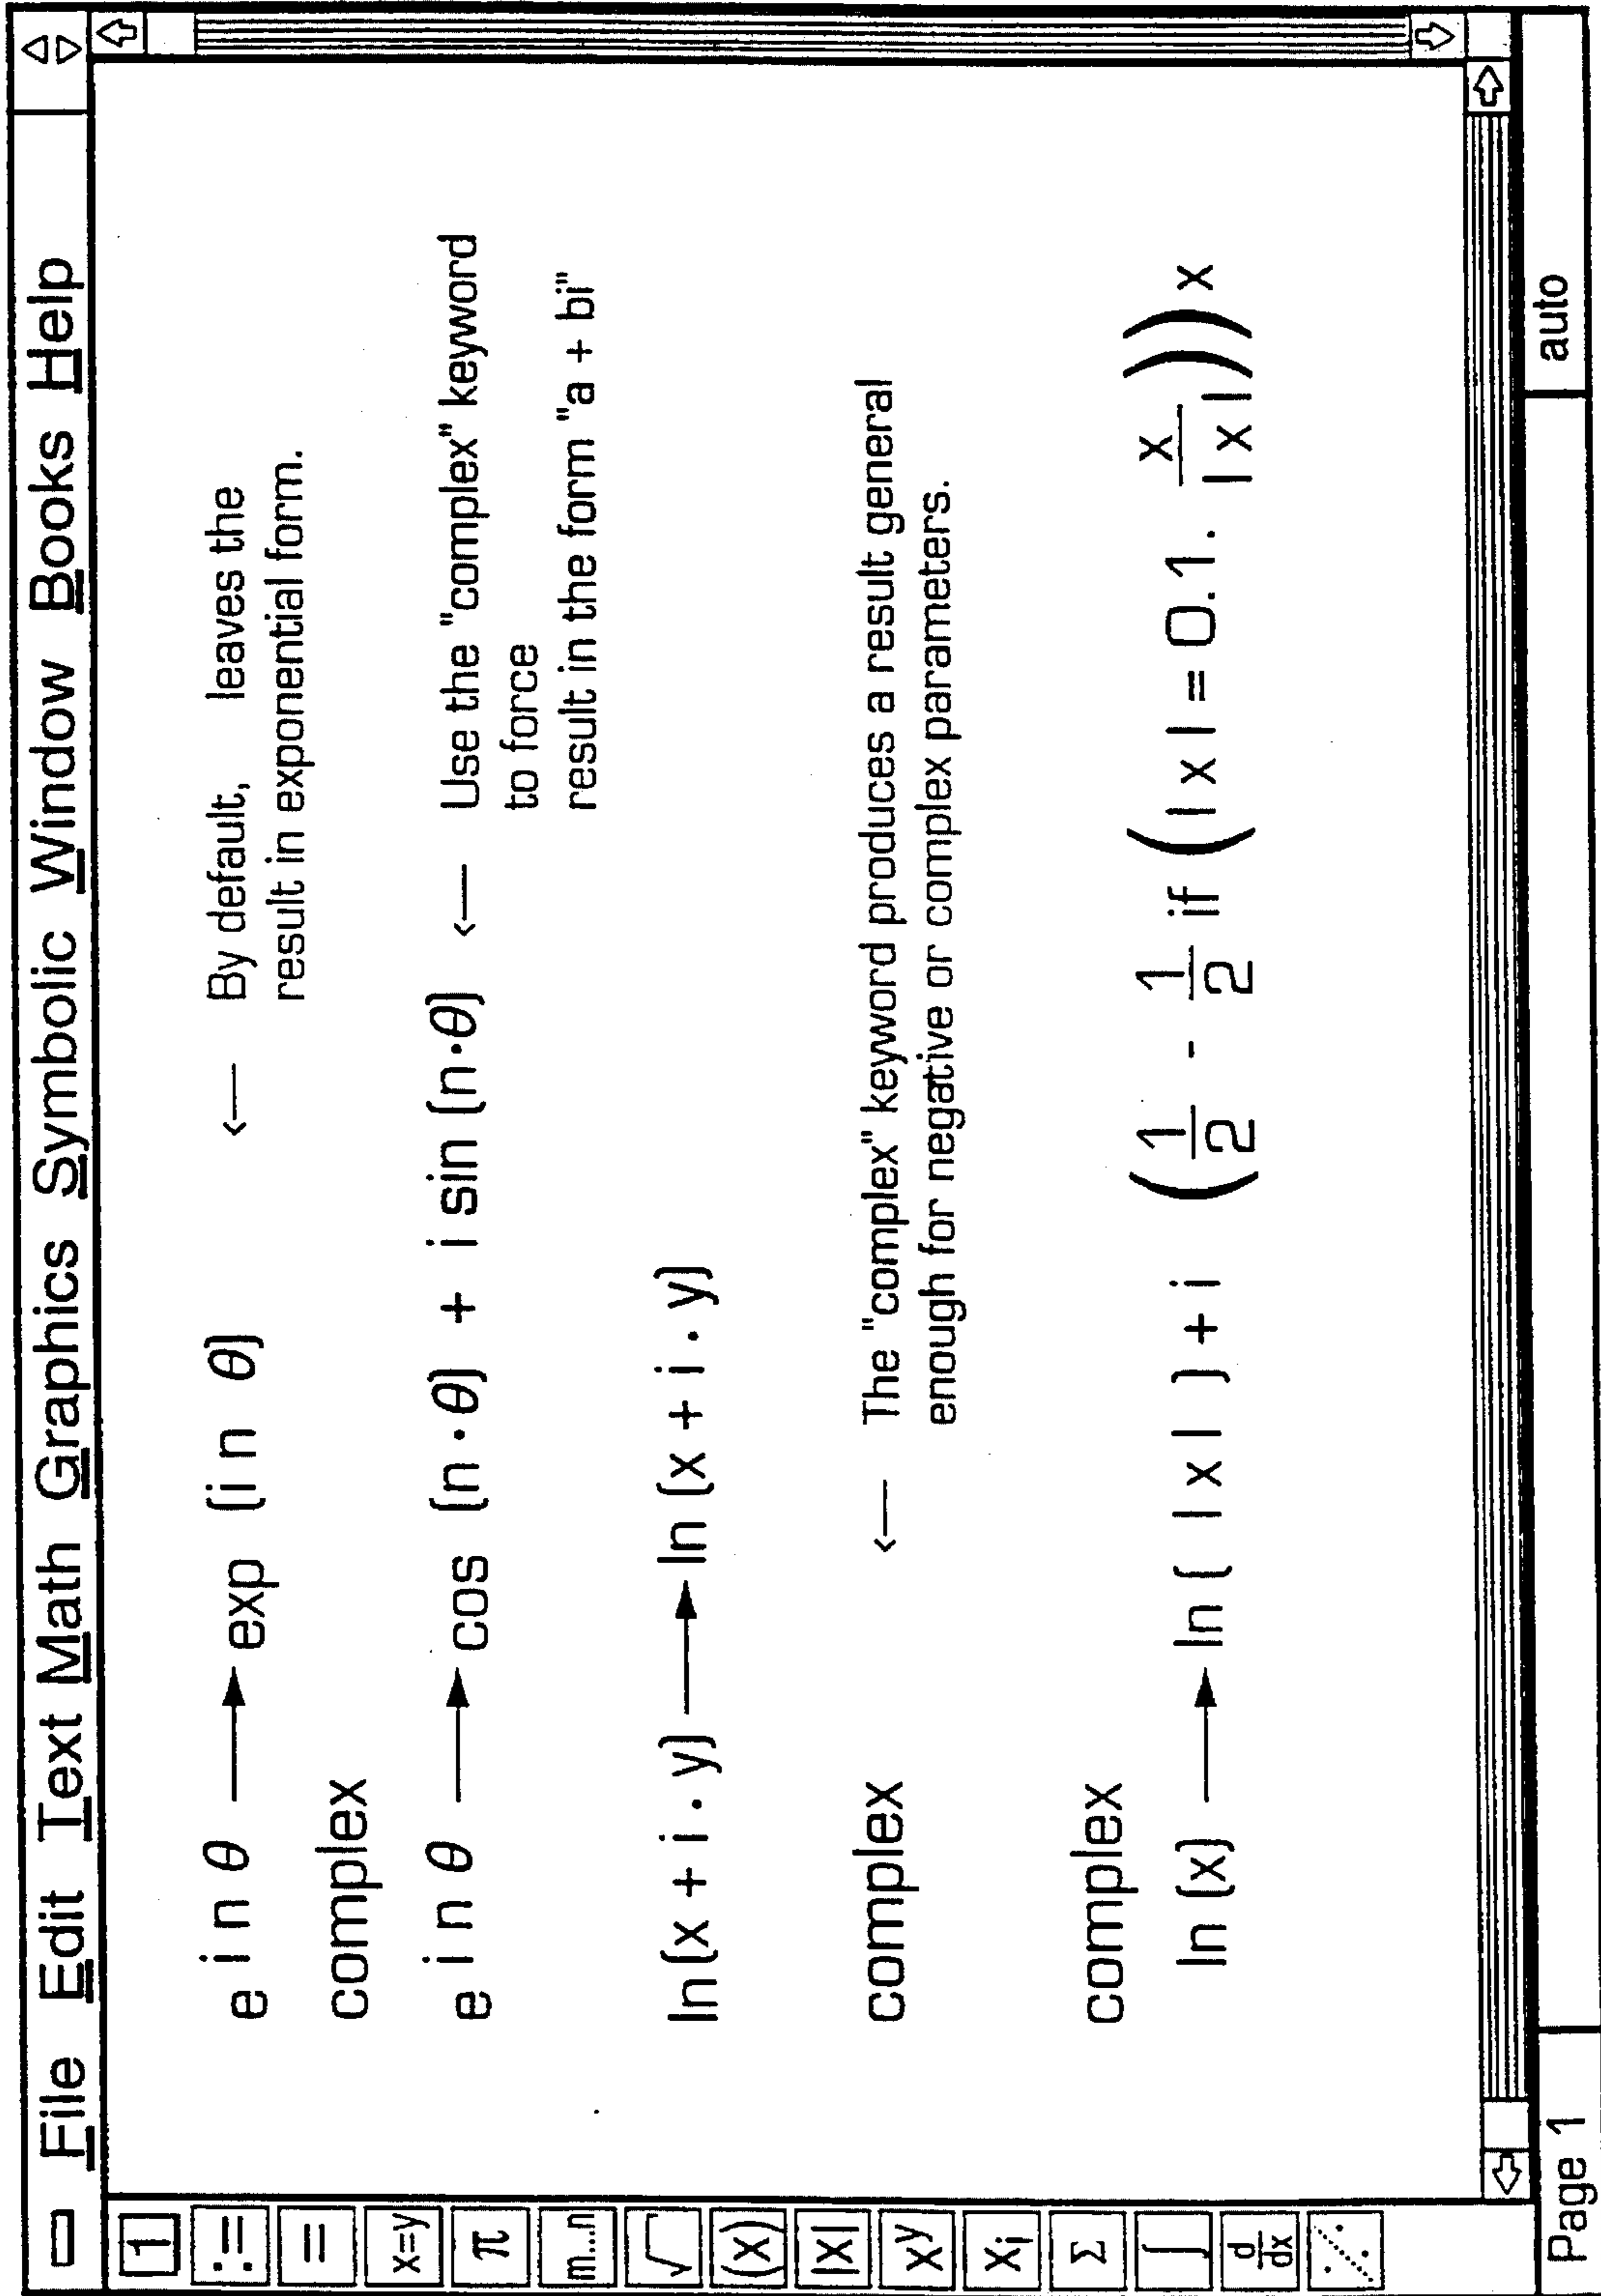 File Edit Text Math Graphics Symbolic Window Books Help
1
:=
=
x=y
π
m...n
√
(x)
|x|
xʸ
xᵢ
Σ
∫
d/dx
e i n θ ⟶ exp (i n θ) ← By default, leaves the
result in exponential form.
complex
e i n θ ⟶ cos (n·θ) + i sin (n·θ) ← Use the "complex" keyword
to force
result in the form "a + bi"
ln(x + i . y) ⟶ ln (x + i . y)
complex ← The "complex" keyword produces a result general
enough for negative or complex parameters.
complex
ln (x) ⟶ ln ( | x | ) + i (1/2 - 1/2 if (| x | = 0.1. x/| x |)) x
Page 1 auto